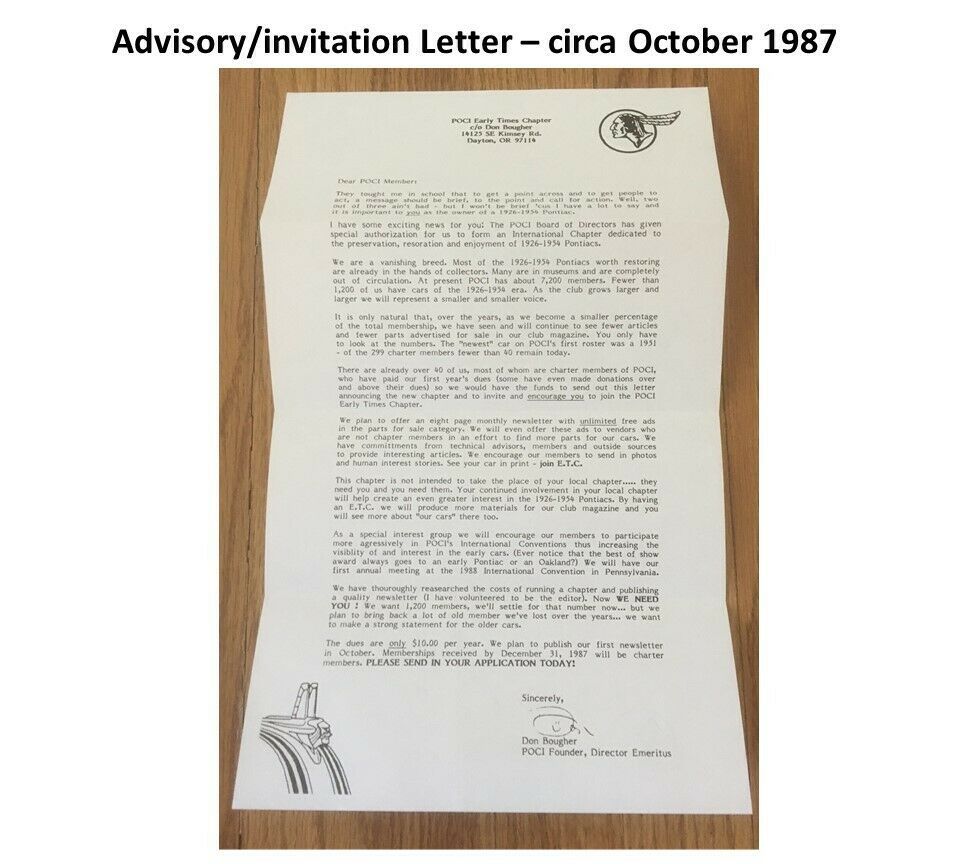 Advisory/invitation Letter – circa October 1987
POCI Early Times Chapter
c/o Don Bougher
14125 SE Kimsey Rd.
Dayton, OR 97114
Dear POCI Member:
They tought me in school that to get a point across and to get people to
act, a message should be brief, to the point and call for action. Well, two
out of three ain't bad - but I won't be brief 'cus I have a lot to say and
it is important to you as the owner of a 1926-1954 Pontiac.
I have some exciting news for you: The POCI Board of Directors has given
special authorization for us to form an International Chapter dedicated to
the preservation, resoration and enjoyment of 1926-1954 Pontiacs.
We are a vanishing breed. Most of the 1926-1954 Pontiacs worth restoring
are already in the hands of collectors. Many are in museums and are completely
out of circulation. At present POCI has about 7,200 members. Fewer than
1,200 of us have cars of the 1926-1954 era. As the club grows larger and
larger we will represent a smaller and smaller voice.
It is only natural that, over the years, as we become a smaller percentage
of the total membership, we have seen and will continue to see fewer articles
and fewer parts advertised for sale in our club magazine. You only have
to look at the numbers. The "newest" car on POCI's first roster was a 1951
- of the 299 charter members fewer than 40 remain today.
There are already over 40 of us, most of whom are charter members of POCI,
who have paid our first year's dues (some have even made donations over
and above their dues) so we would have the funds to send out this letter
announcing the new chapter and to invite and encourage you to join the POCI
Early Times Chapter.
We plan to offer an eight page monthly newsletter with unlimited free ads
in the parts for sale category. We will even offer these ads to vendors who
are not chapter members in an effort to find more parts for our cars. We
have committments from technical advisors, members and outside sources
to provide interesting articles. We encourage our members to send in photos
and human interest stories. See your car in print - join E.T.C.
This chapter is not intended to take the place of your local chapter..... they
need you and you need them. Your continued involvement in your local chapter
will help create an even greater interest in the 1926-1954 Pontiacs. By having
an E.T.C. we will produce more materials for our club magazine and you
will see more about "our cars" there too.
As a special interest group we will encourage our members to participate
more agressively in POCI's International Conventions thus increasing the
visiblity of and interest in the early cars. (Ever notice that the best of show
award always goes to an early Pontiac or an Oakland?) We will have our
first annual meeting at the 1988 International Convention in Pennsylvania.
We have thouroughly reasearched the costs of running a chapter and publishing
a quality newsletter (I have volunteered to be the editor). Now WE NEED
YOU ! We want 1,200 members, we'll settle for that number now... but we
plan to bring back a lot of old member we've lost over the years... we want
to make a strong statement for the older cars.
The dues are only $10.00 per year. We plan to publish our first newsletter
in October. Memberships received by December 31, 1987 will be charter
members. PLEASE SEND IN YOUR APPLICATION TODAY!
Sincerely,
Don Bougher
POCI Founder, Director Emeritus